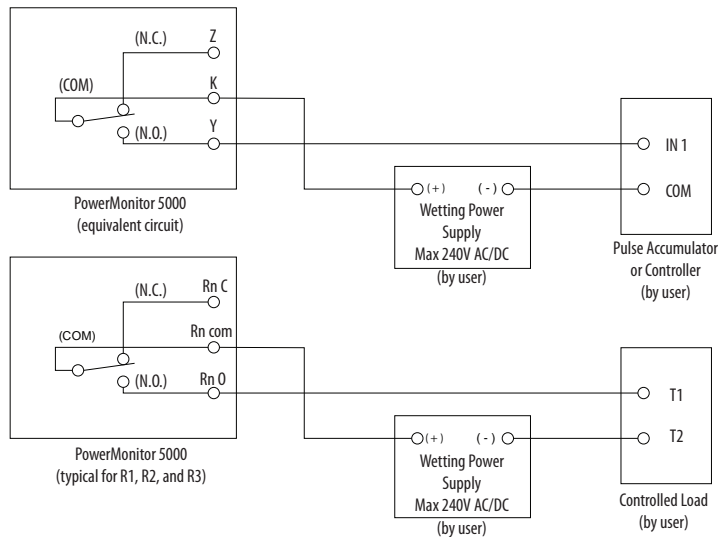 (N.C.) Z
(COM) K
(N.O.) Y
PowerMonitor 5000
(equivalent circuit)
(+) (-)
Wetting Power
Supply
Max 240V AC/DC
(by user)
IN 1
COM
Pulse Accumulator
or Controller
(by user)
(N.C.) Rn C
(COM) Rn com
(N.O.) Rn O
PowerMonitor 5000
(typical for R1, R2, and R3)
(+) (-)
Wetting Power
Supply
Max 240V AC/DC
(by user)
T1
T2
Controlled Load
(by user)